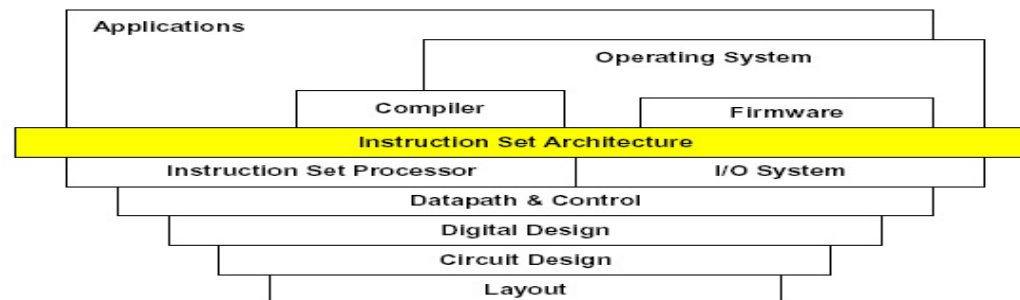 Applications
Operating System
Compiler
Firmware
Instruction Set Architecture
Instruction Set Processor
I/O System
Datapath & Control
Digital Design
Circuit Design
Layout